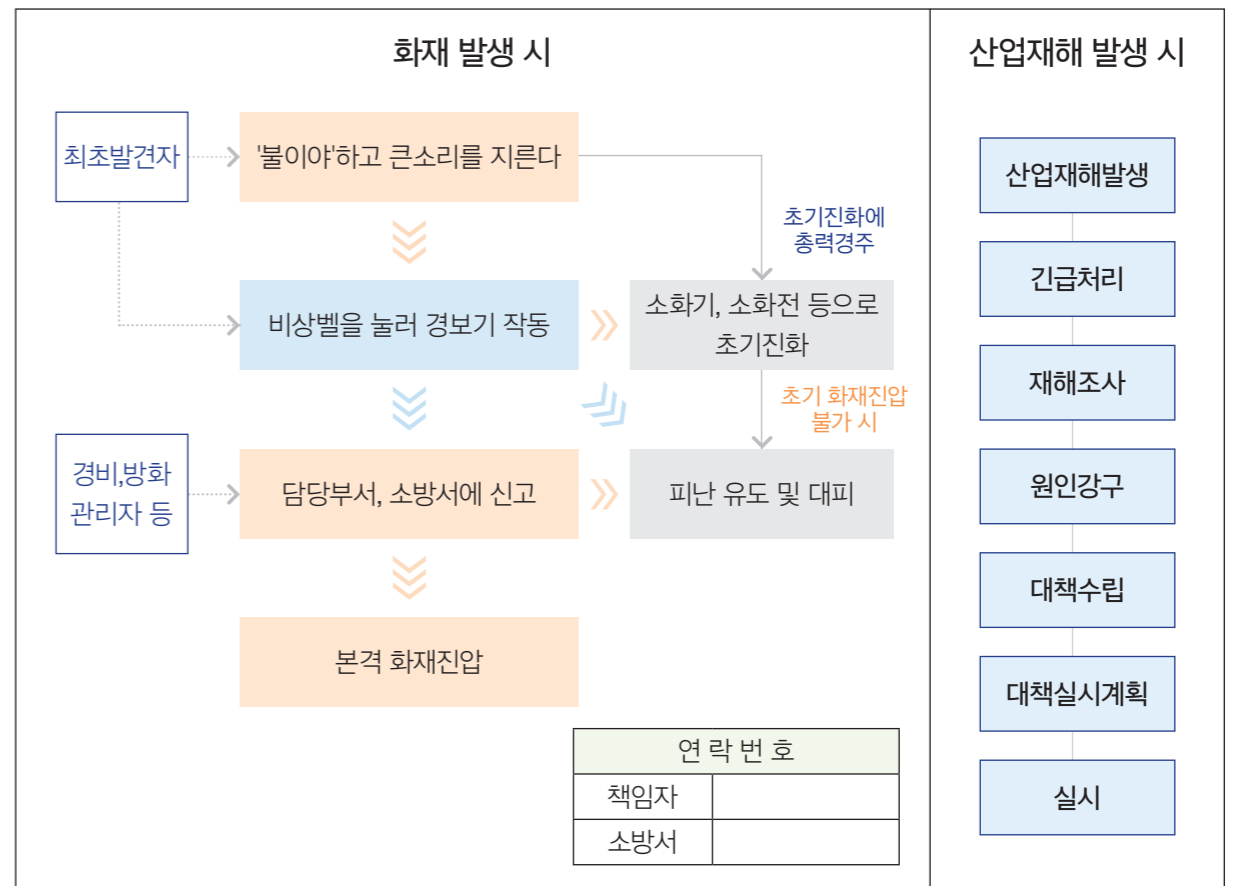 화재 발생 시
최초발견자
'불이야'하고 큰소리를 지른다
초기진화에
총력경주
비상벨을 눌러 경보기 작동
소화기, 소화전 등으로
초기진화
초기 화재진압
불가 시
경비,방화
관리자 등
담당부서, 소방서에 신고
피난 유도 및 대피
본격 화재진압
연 락 번 호
책임자
소방서
산업재해 발생 시
산업재해발생
긴급처리
재해조사
원인강구
대책수립
대책실시계획
실시